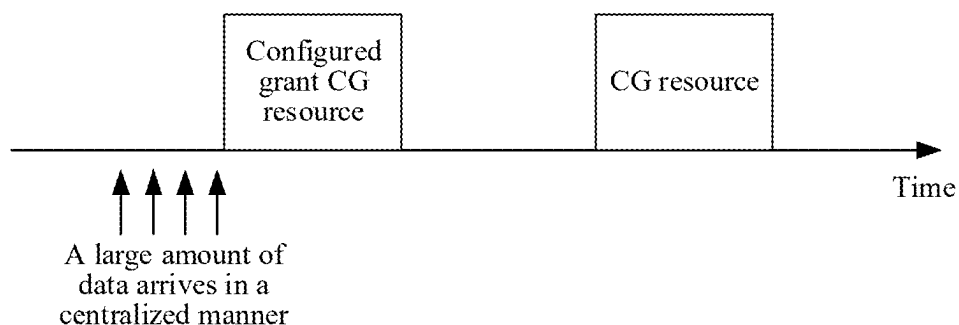 Configured
grant CG
resource
CG resource
Time
A large amount of
data arrives in a
centralized manner